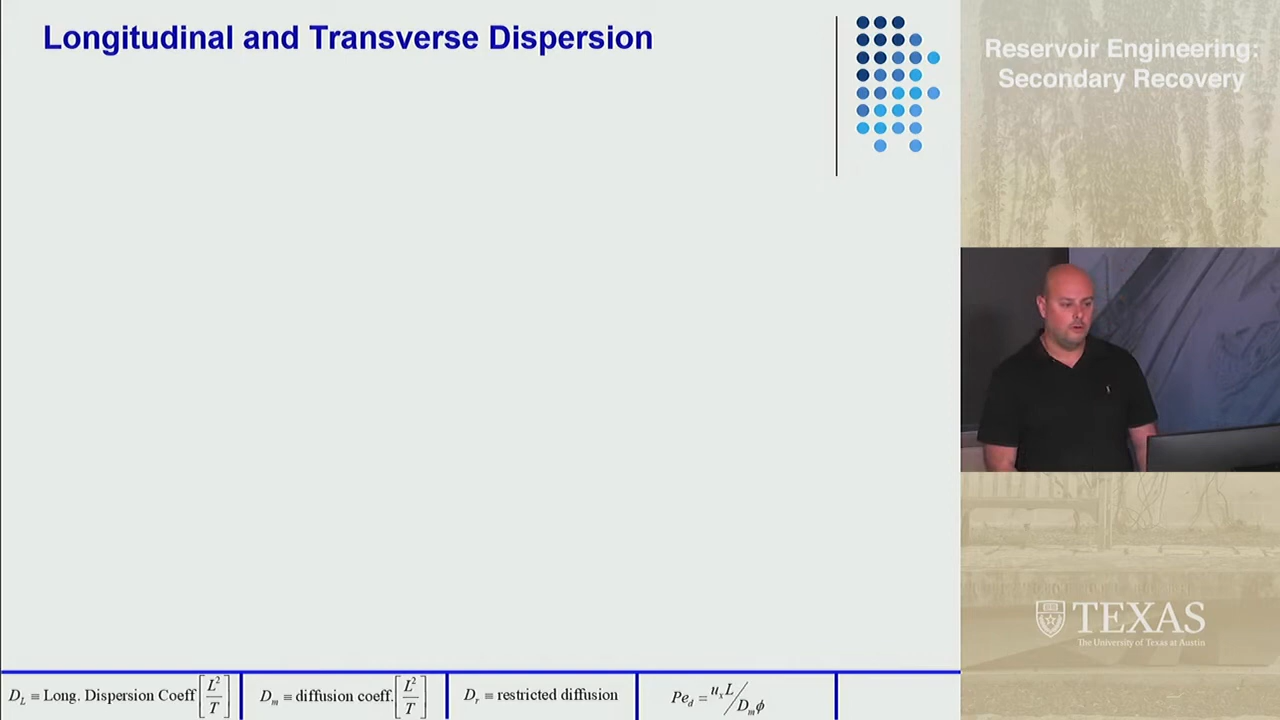 Longitudinal and Transverse Dispersion
Reservoir Engineering:
Secondary Recovery
TEXAS
The University of Texas at Austin
D_L ≡ Long. Dispersion Coeff [L²/T]
D_m ≡ diffusion coeff. [L²/T]
D_r ≡ restricted diffusion
Pe_d = u_x L / D_m ϕ